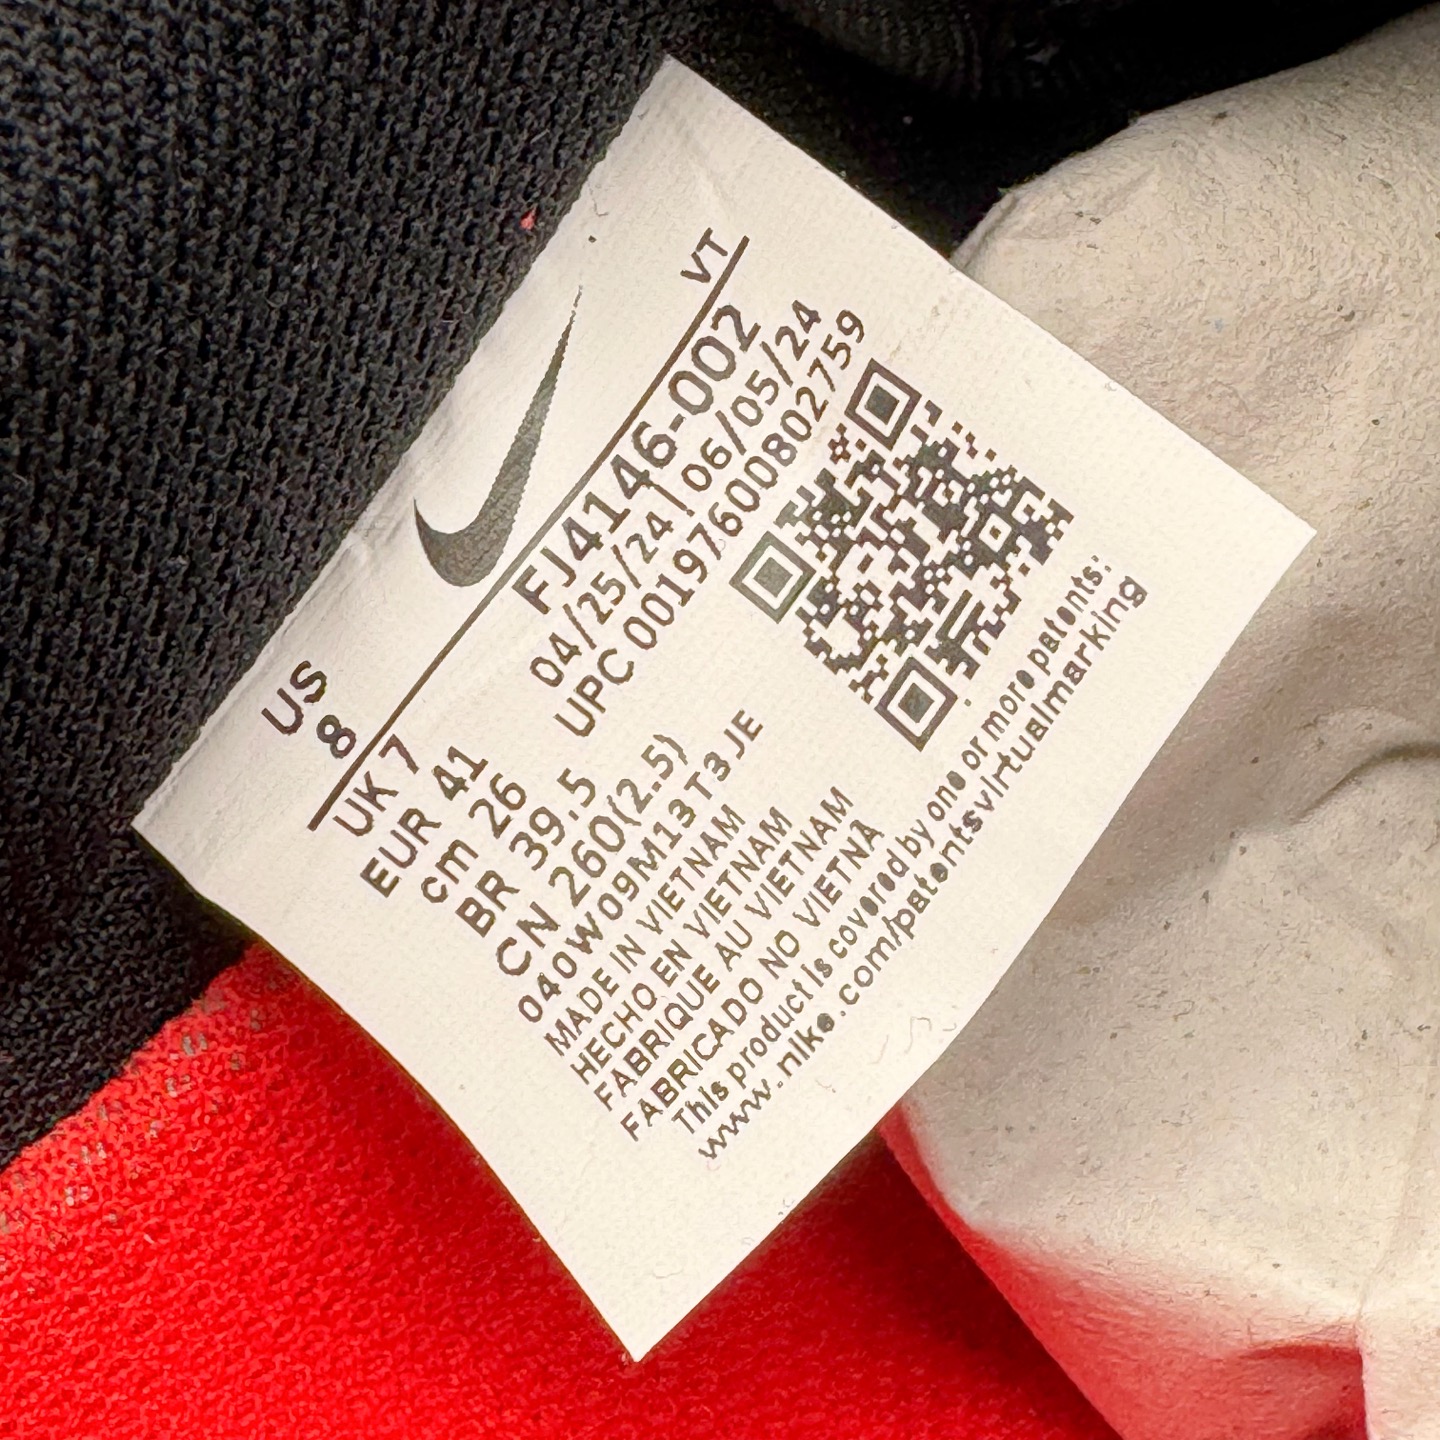 US
8
VT
UK 7
EUR 41
cm 26
BR 39.5
CN 260(2.5)
FJ4146-002
04/25/24 | 06/05/24
UPC 00197600802759
040W09M13T3JE
MADE IN VIETNAM
HECHO EN VIETNAM
FABRIQUE AU VIETNAM
FABRICADO NO VIETNÃ
This product is covered by one or more patents:
www.nike.com/patentsvirtualmarking